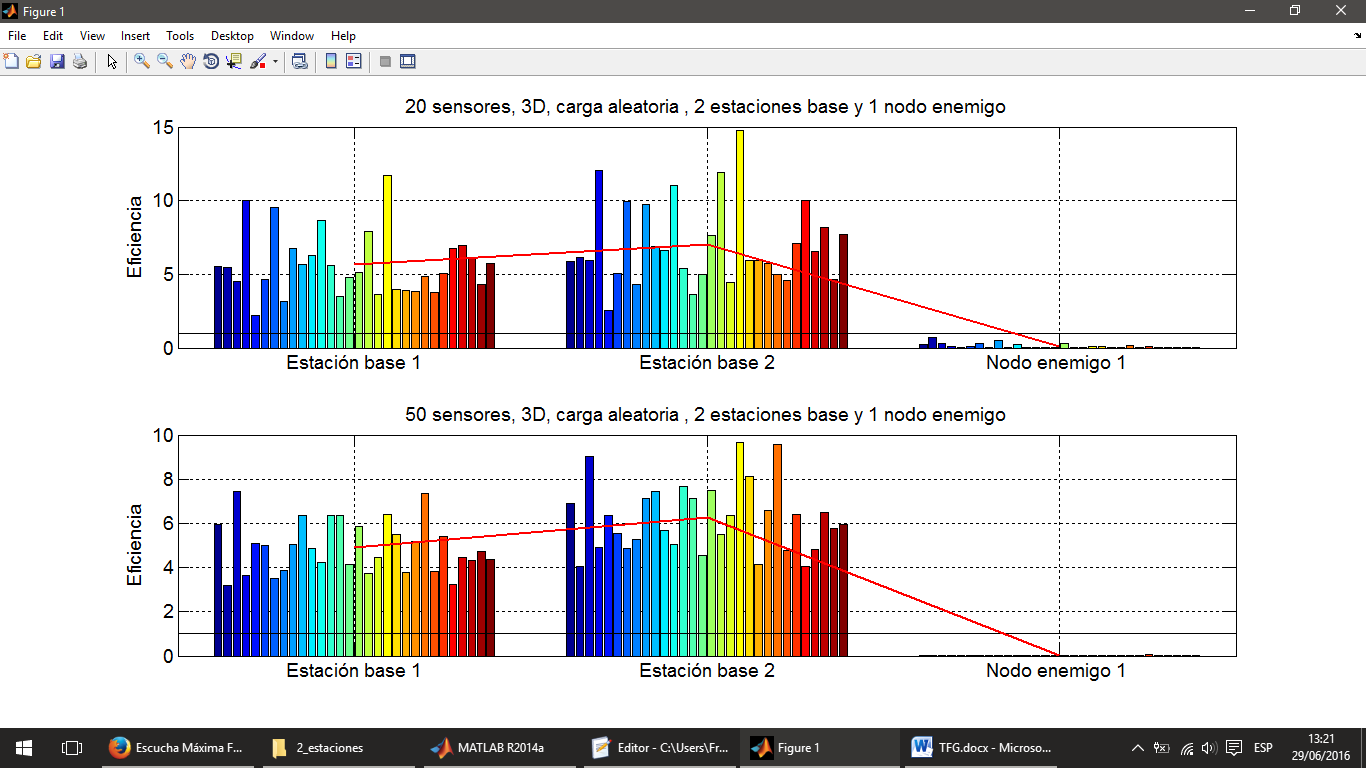 Figure 1
File Edit View Insert Tools Desktop Window Help
20 sensores, 3D, carga aleatoria , 2 estaciones base y 1 nodo enemigo
15
10
5
0
Eficiencia
Estación base 1 Estación base 2 Nodo enemigo 1
50 sensores, 3D, carga aleatoria , 2 estaciones base y 1 nodo enemigo
10
8
6
4
2
0
Eficiencia
Estación base 1 Estación base 2 Nodo enemigo 1
Escucha Máxima F... 2_estaciones MATLAB R2014a Editor - C:\Users\Fr... Figure 1 TFG.docx - Microso... ESP 13:21
29/06/2016